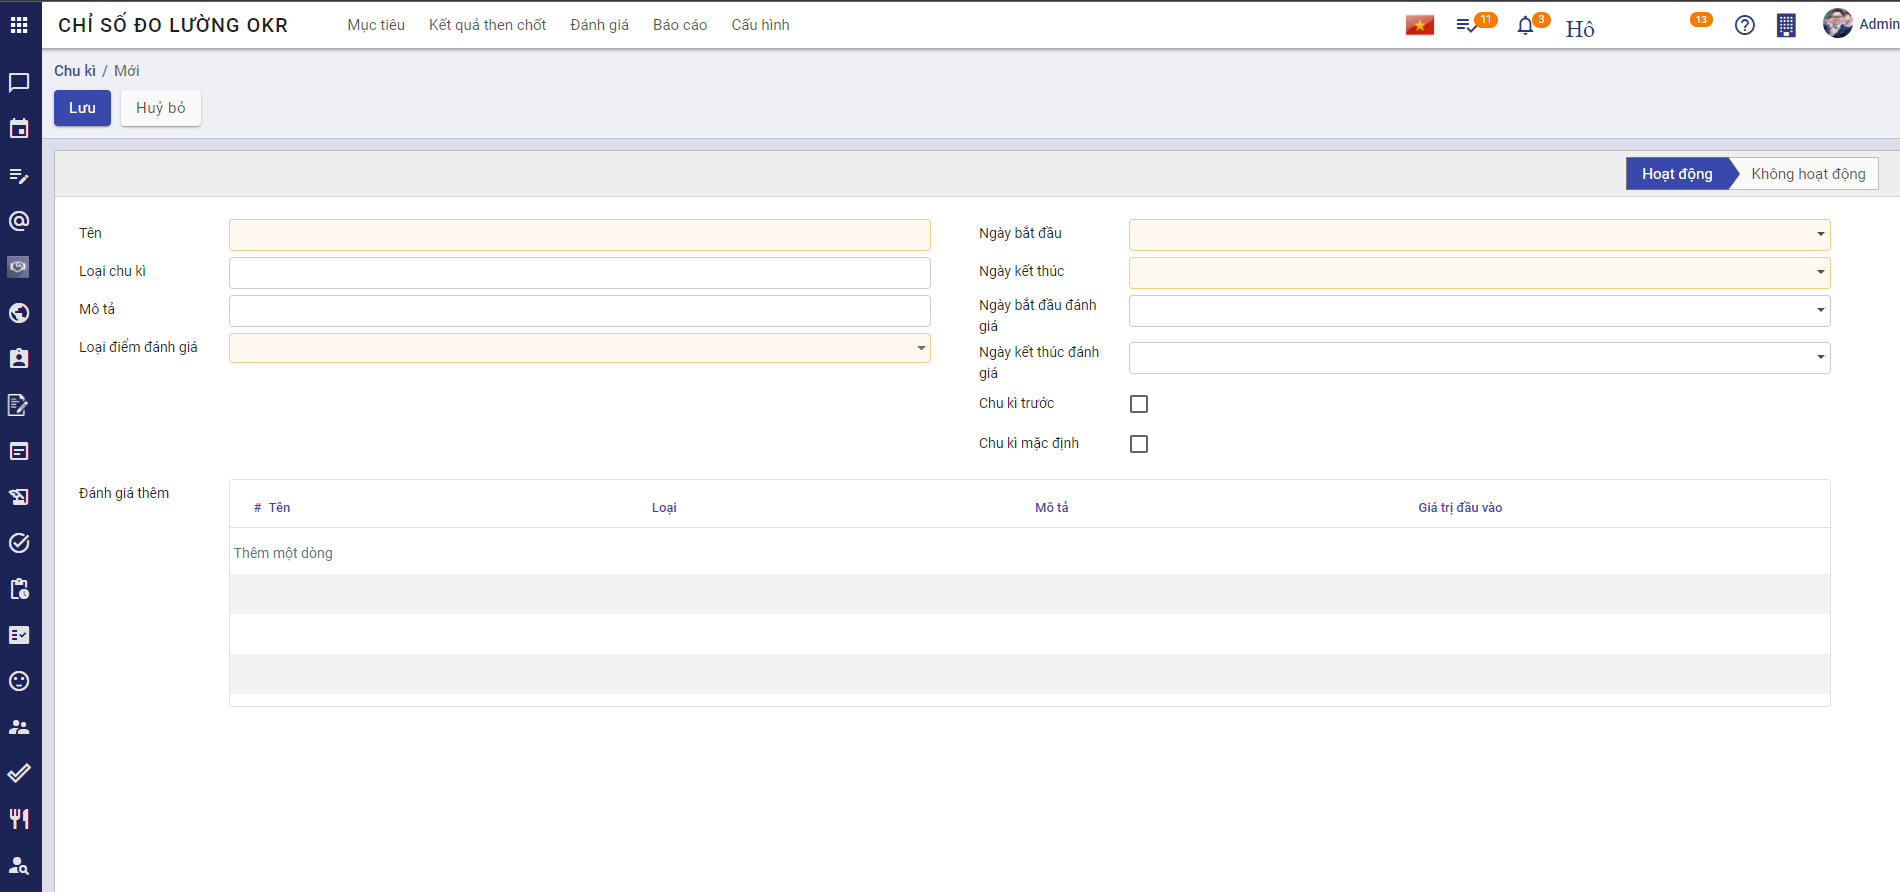 CHỈ SỐ ĐO LƯỜNG OKR
Mục tiêu
Kết quả then chốt
Đánh giá
Báo cáo
Cấu hình
11
3
Hô
13
Admin
Chu kì / Mới
Lưu
Huỷ bỏ
Hoạt động
Không hoạt động
Tên
Loại chu kì
Mô tả
Loại điểm đánh giá
Ngày bắt đầu
Ngày kết thúc
Ngày bắt đầu đánh
giá
Ngày kết thúc đánh
giá
Chu kì trước
Chu kì mặc định
Đánh giá thêm
# Tên
Loại
Mô tả
Giá trị đầu vào
Thêm một dòng